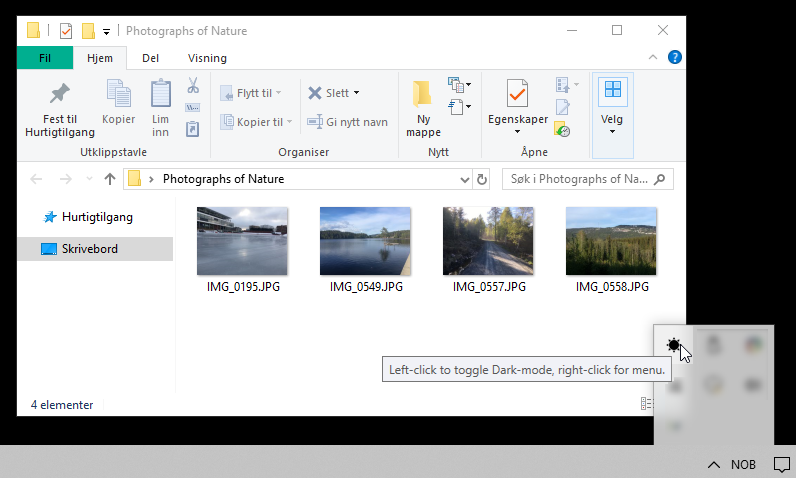 Photographs of Nature
Fil
Hjem
Del
Visning
Fest til
Hurtigtilgang
Kopier
Lim
inn
Utklippstavle
Flytt til
Kopier til
Slett
Gi nytt navn
Organiser
Ny
mappe
Nytt
Egenskaper
Åpne
Velg
Photographs of Nature
Søk i Photographs of Na...
Hurtigtilgang
Skrivebord
IMG_0195.JPG
IMG_0549.JPG
IMG_0557.JPG
IMG_0558.JPG
Left-click to toggle Dark-mode, right-click for menu.
4 elementer
NOB